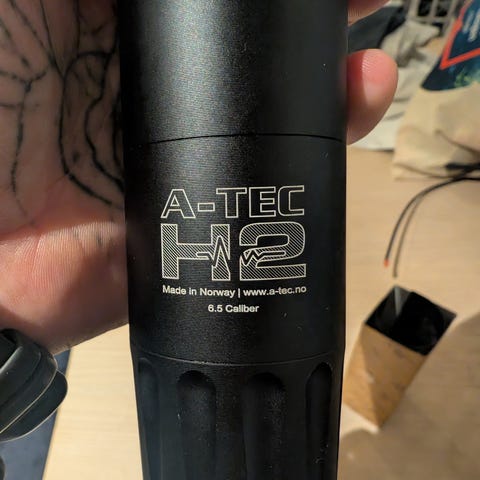 A-TEC
H2
Made in Norway | www.a-tec.no
6.5 Caliber